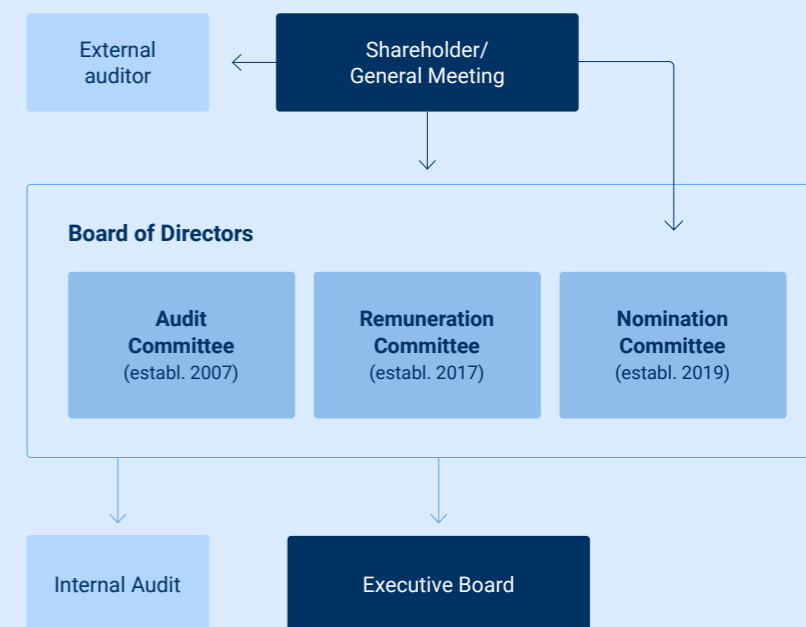 External
auditor
Shareholder/
General Meeting
Board of Directors
Audit
Committee
(establ. 2007)
Remuneration
Committee
(establ. 2017)
Nomination
Committee
(establ. 2019)
Internal Audit
Executive Board